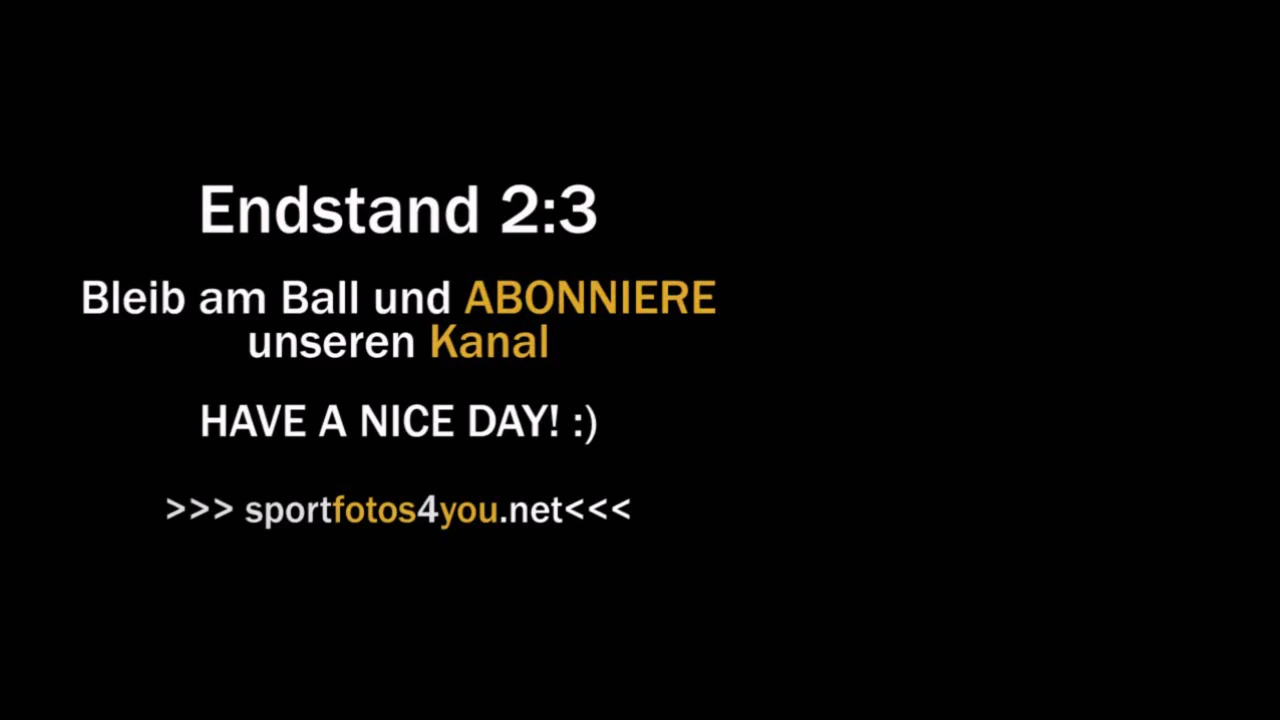 Endstand 2:3
Bleib am Ball und ABONNIERE
unseren Kanal
HAVE A NICE DAY! :)
>>> sportfotos4you.net<<<